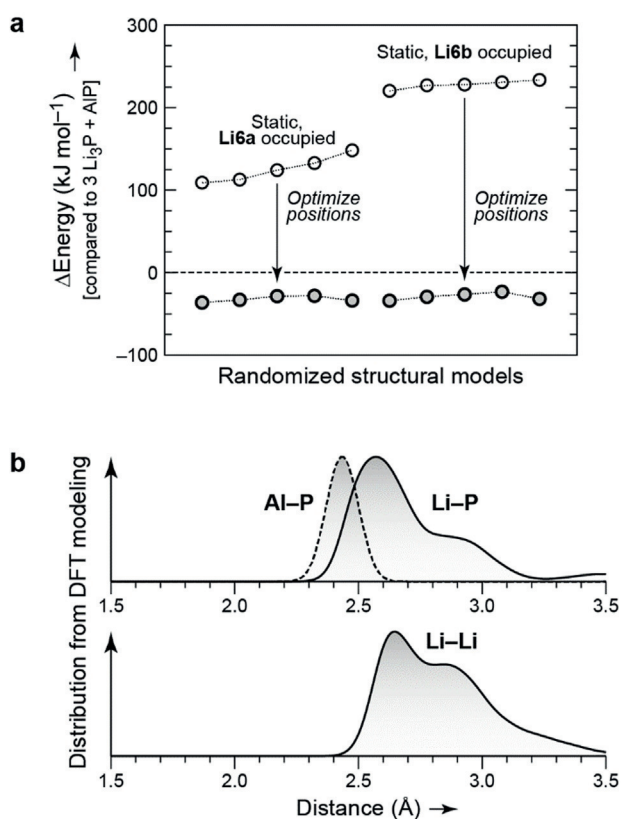 a
ΔEnergy (kJ mol⁻¹) →
[compared to 3 Li₃P + AlP]
300
200
100
0
–100
Static,
Li6a occupied
Static, Li6b occupied
Optimize
positions
Optimize
positions
Randomized structural models
b
Distribution from DFT modeling
Al–P
Li–P
1.5 2.0 2.5 3.0 3.5
Li–Li
1.5 2.0 2.5 3.0 3.5
Distance (Å) →